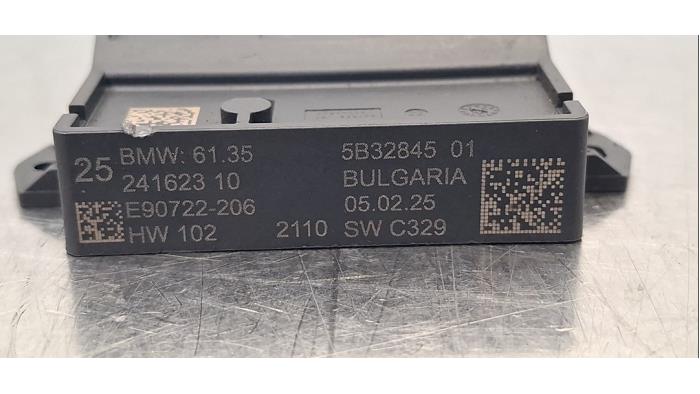 25 BMW: 61.35 5B32845 01
241623 10 BULGARIA
E90722-206 05.02.25
HW 102 2110 SW C329